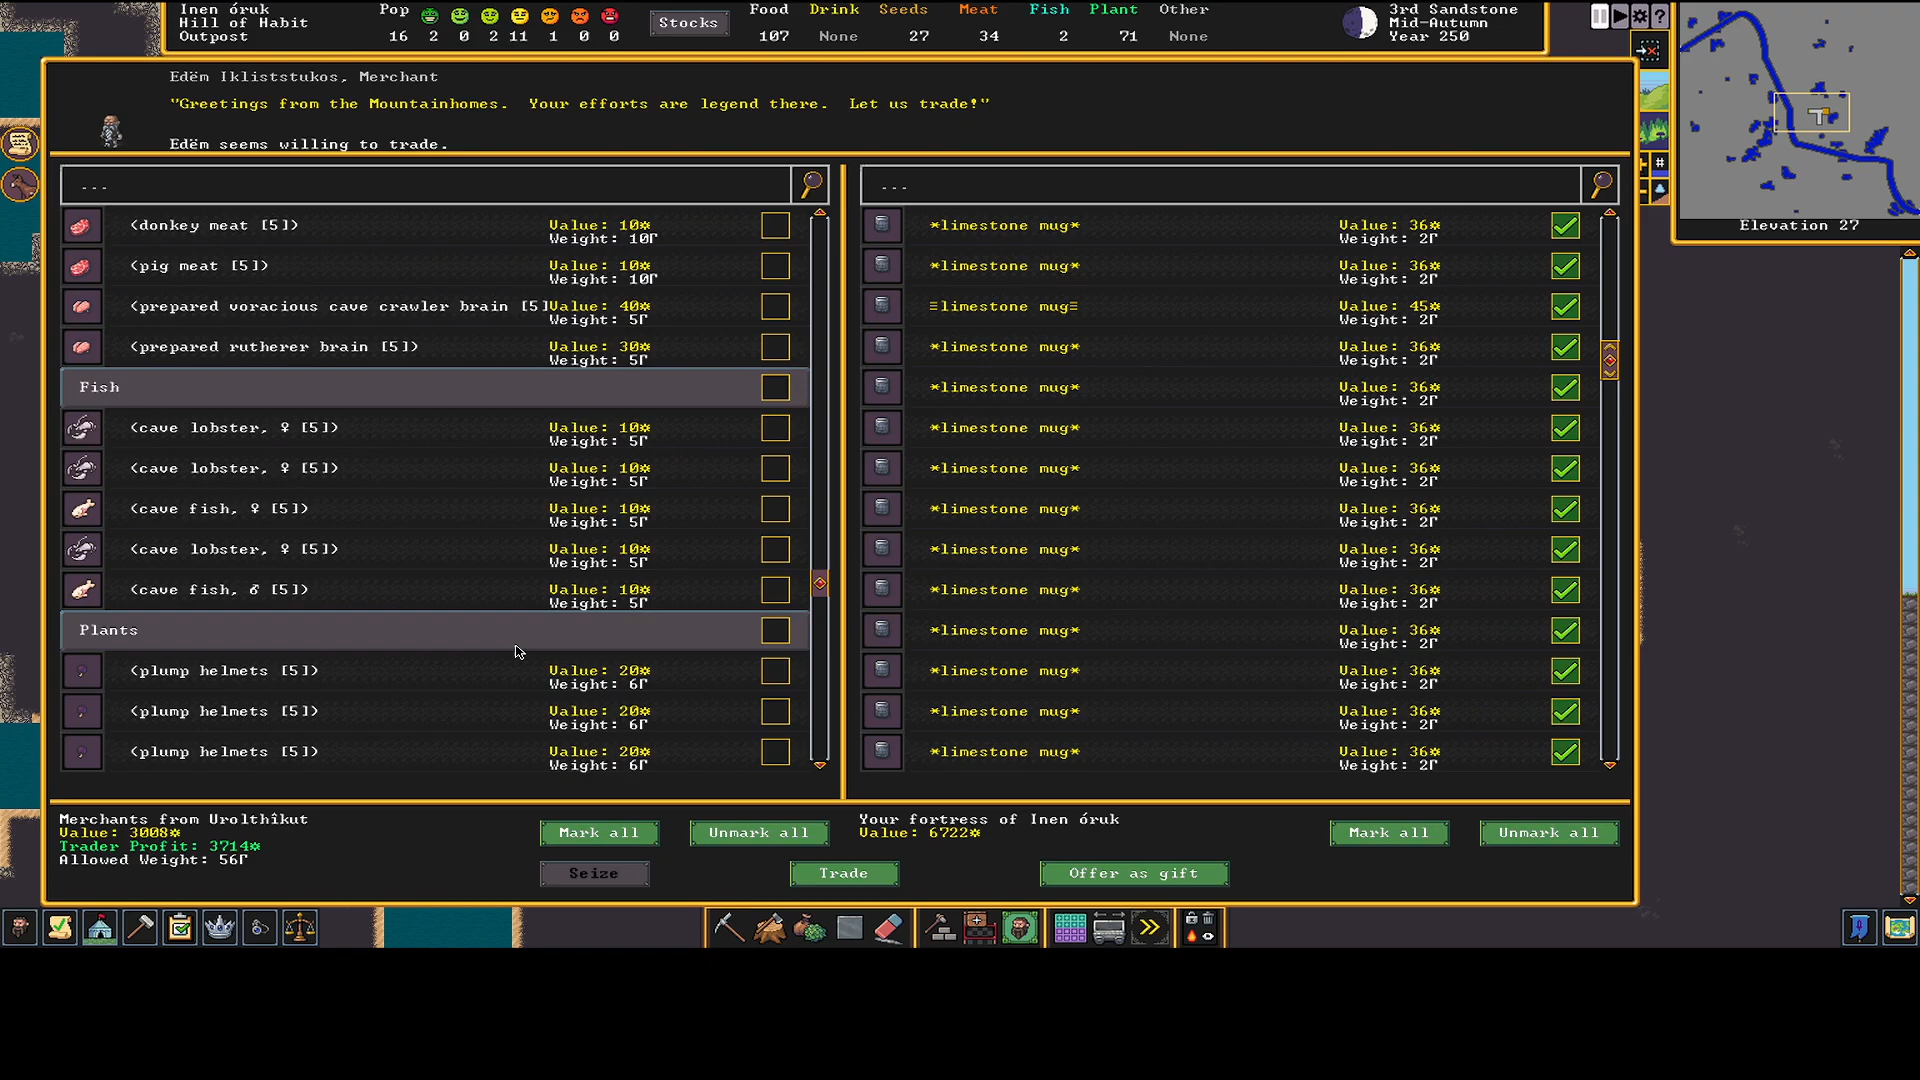 Inen óruk
Hill of Habit
Outpost
Pop
16 2 0 2 11 1 0 0
Stocks
Food Drink Seeds Meat Fish Plant Other
107 None 27 34 2 71 None
3rd Sandstone
Mid-Autumn
Year 250
Elevation 27
Edëm Ikliststukos, Merchant
"Greetings from the Mountainhomes. Your efforts are legend there. Let us trade!"
Edëm seems willing to trade.
...
(donkey meat [5]) Value: 10☼
Weight: 10Γ
(pig meat [5]) Value: 10☼
Weight: 10Γ
(prepared voracious cave crawler brain [5] Value: 40☼
Weight: 5Γ
(prepared rutherer brain [5]) Value: 30☼
Weight: 5Γ
Fish
(cave lobster, ♀ [5]) Value: 10☼
Weight: 5Γ
(cave lobster, ♀ [5]) Value: 10☼
Weight: 5Γ
(cave fish, ♀ [5]) Value: 10☼
Weight: 5Γ
(cave lobster, ♀ [5]) Value: 10☼
Weight: 5Γ
(cave fish, ♂ [5]) Value: 10☼
Weight: 5Γ
Plants
(plump helmets [5]) Value: 20☼
Weight: 6Γ
(plump helmets [5]) Value: 20☼
Weight: 6Γ
(plump helmets [5]) Value: 20☼
Weight: 6Γ
...
*limestone mug* Value: 36☼
Weight: 2Γ
*limestone mug* Value: 36☼
Weight: 2Γ
≡limestone mug≡ Value: 45☼
Weight: 2Γ
*limestone mug* Value: 36☼
Weight: 2Γ
*limestone mug* Value: 36☼
Weight: 2Γ
*limestone mug* Value: 36☼
Weight: 2Γ
*limestone mug* Value: 36☼
Weight: 2Γ
*limestone mug* Value: 36☼
Weight: 2Γ
*limestone mug* Value: 36☼
Weight: 2Γ
*limestone mug* Value: 36☼
Weight: 2Γ
*limestone mug* Value: 36☼
Weight: 2Γ
*limestone mug* Value: 36☼
Weight: 2Γ
*limestone mug* Value: 36☼
Weight: 2Γ
*limestone mug* Value: 36☼
Weight: 2Γ
Merchants from Urolthîkut
Value: 3008☼
Trader Profit: 3714☼
Allowed Weight: 56Γ
Mark all
Unmark all
Your fortress of Inen óruk
Value: 6722☼
Mark all
Unmark all
Seize
Trade
Offer as gift